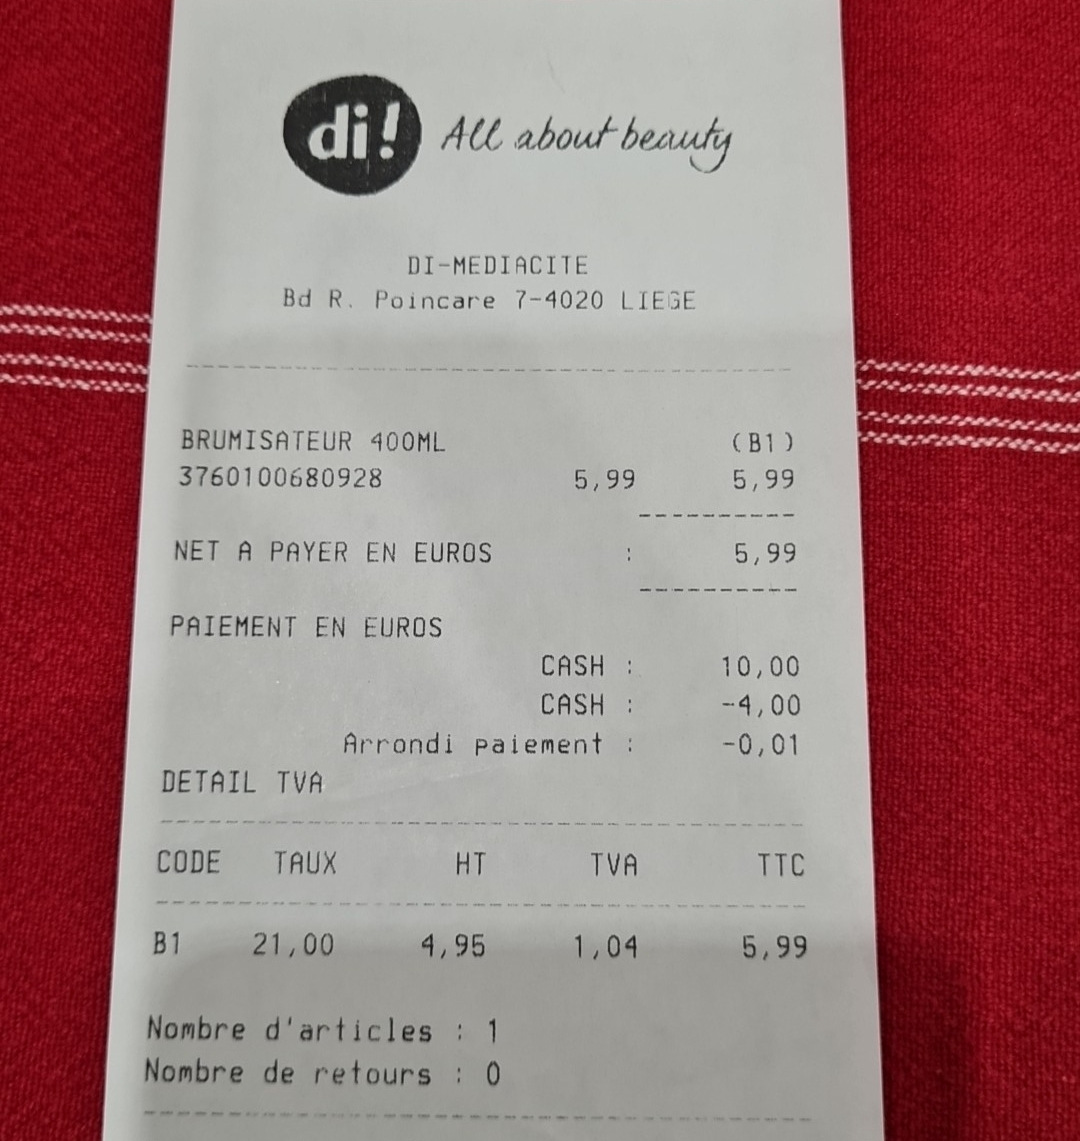 di! All about beauty
DI-MEDIACITE
Bd R. Poincare 7-4020 LIEGE
BRUMISATEUR 400ML (B1)
3760100680928 5,99 5,99
NET A PAYER EN EUROS : 5,99
PAIEMENT EN EUROS
CASH : 10,00
CASH : -4,00
Arrondi paiement : -0,01
DETAIL TVA
CODE TAUX HT TVA TTC
B1 21,00 4,95 1,04 5,99
Nombre d'articles : 1
Nombre de retours : 0